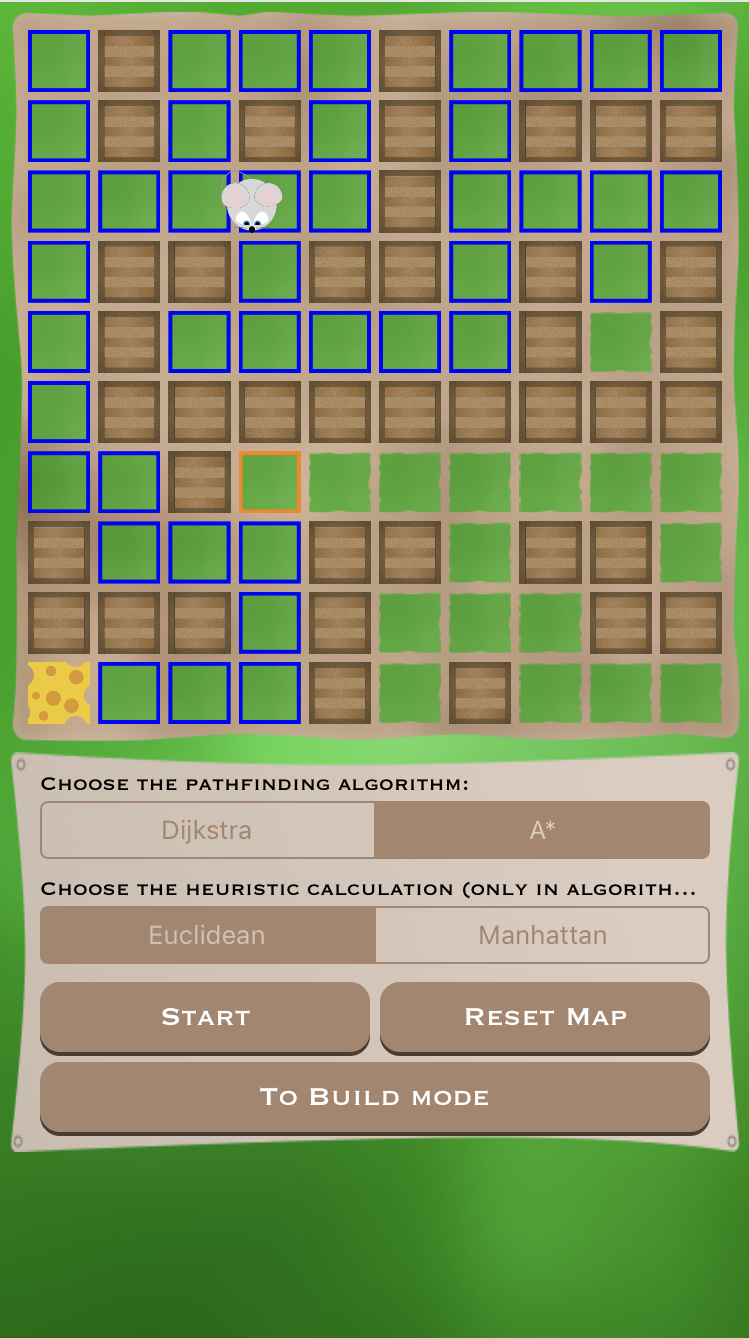 Choose the pathfinding algorithm:
Dijkstra
A*
Choose the heuristic calculation (only in algorith...
Euclidean
Manhattan
Start
Reset Map
To Build mode